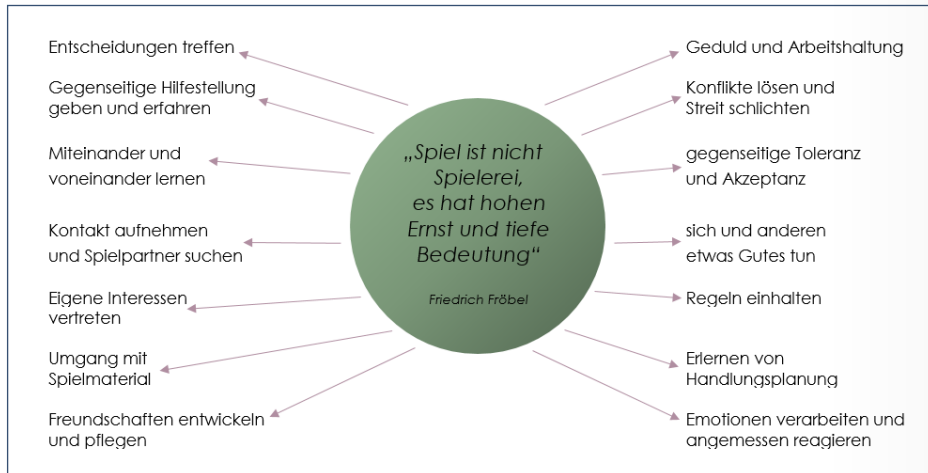 Entscheidungen treffen
Gegenseitige Hilfestellung
geben und erfahren
Miteinander und
voneinander lernen
Kontakt aufnehmen
und Spielpartner suchen
Eigene Interessen
vertreten
Umgang mit
Spielmaterial
Freundschaften entwickeln
und pflegen
„Spiel ist nicht
Spielerei,
es hat hohen
Ernst und tiefe
Bedeutung“
Friedrich Fröbel
Geduld und Arbeitshaltung
Konflikte lösen und
Streit schlichten
gegenseitige Toleranz
und Akzeptanz
sich und anderen
etwas Gutes tun
Regeln einhalten
Erlernen von
Handlungsplanung
Emotionen verarbeiten und
angemessen reagieren